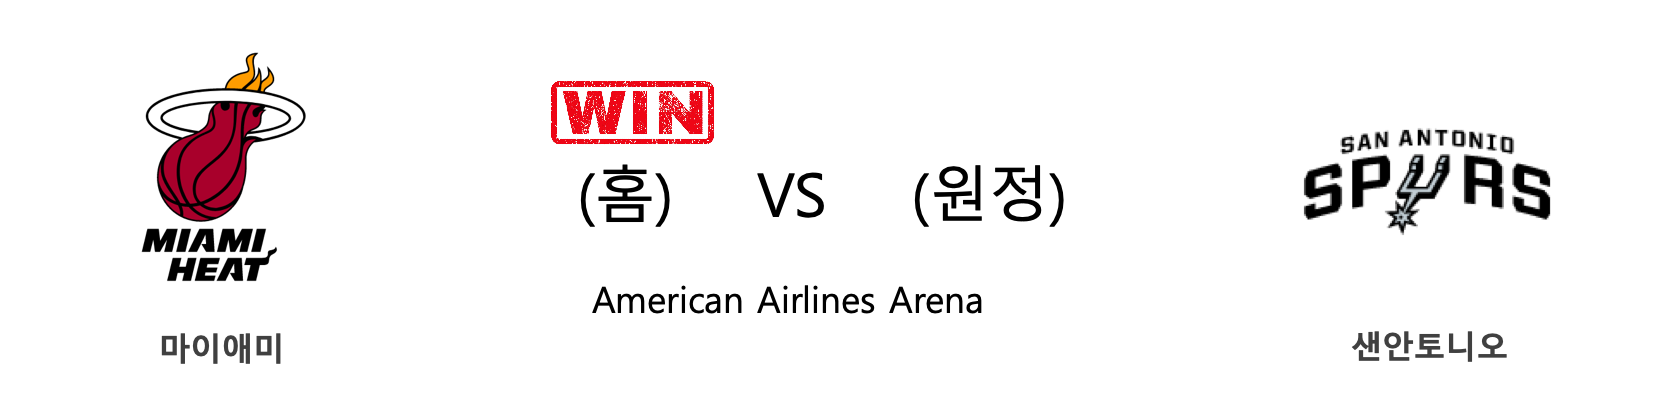 WIN
(홈) VS (원정)
SAN ANTONIO
SPURS
MIAMI
HEAT
American Airlines Arena
마이애미
샌안토니오